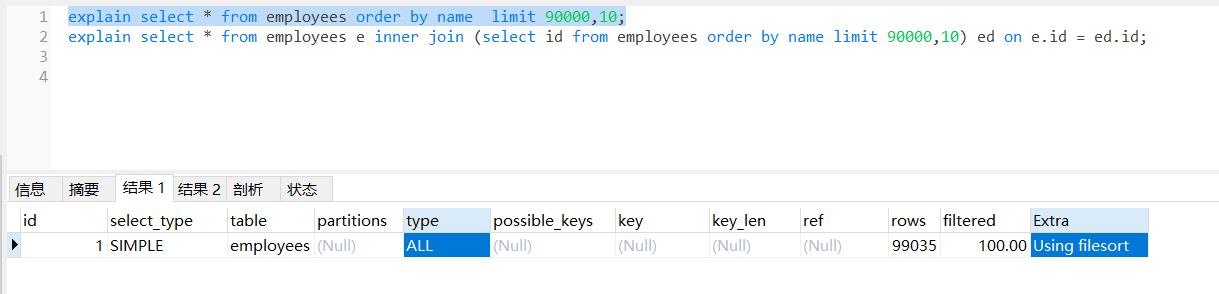 1 explain select * from employees order by name  limit 90000,10;
2 explain select * from employees e inner join (select id from employees order by name limit 90000,10) ed on e.id = ed.id;
3
4
信息 摘要 结果 1 结果 2 剖析 状态
id select_type table partitions type possible_keys key key_len ref rows filtered Extra
1 SIMPLE employees (Null) ALL (Null) (Null) (Null) (Null) 99035 100.00 Using filesort